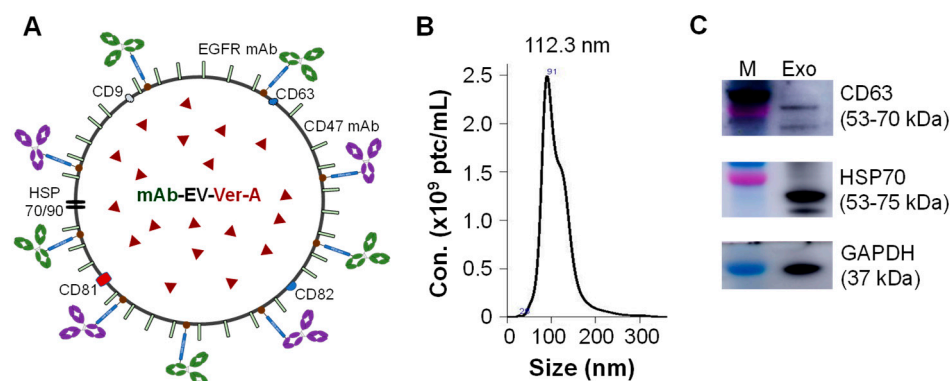 A
EGFR mAb
CD9
CD63
CD47 mAb
HSP
70/90
mAb-EV-Ver-A
CD81
CD82
B
112.3 nm
91
2.5
2.0
1.5
1.0
0.5
0
Con. (x10⁹ ptc/mL)
0 100 200 300
Size (nm)
C
M Exo
CD63
(53-70 kDa)
HSP70
(53-75 kDa)
GAPDH
(37 kDa)